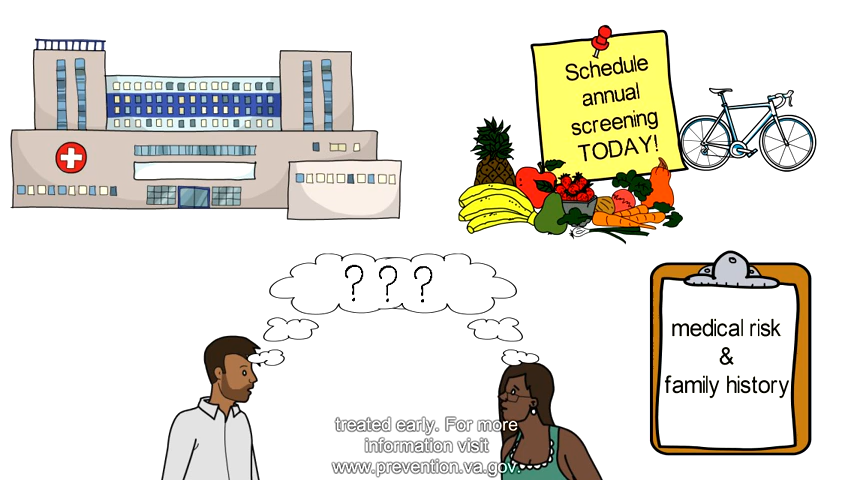 Schedule
annual
screening
TODAY!
? ? ?
medical risk
&
family history
treated early. For more
information visit
www.prevention.va.gov.